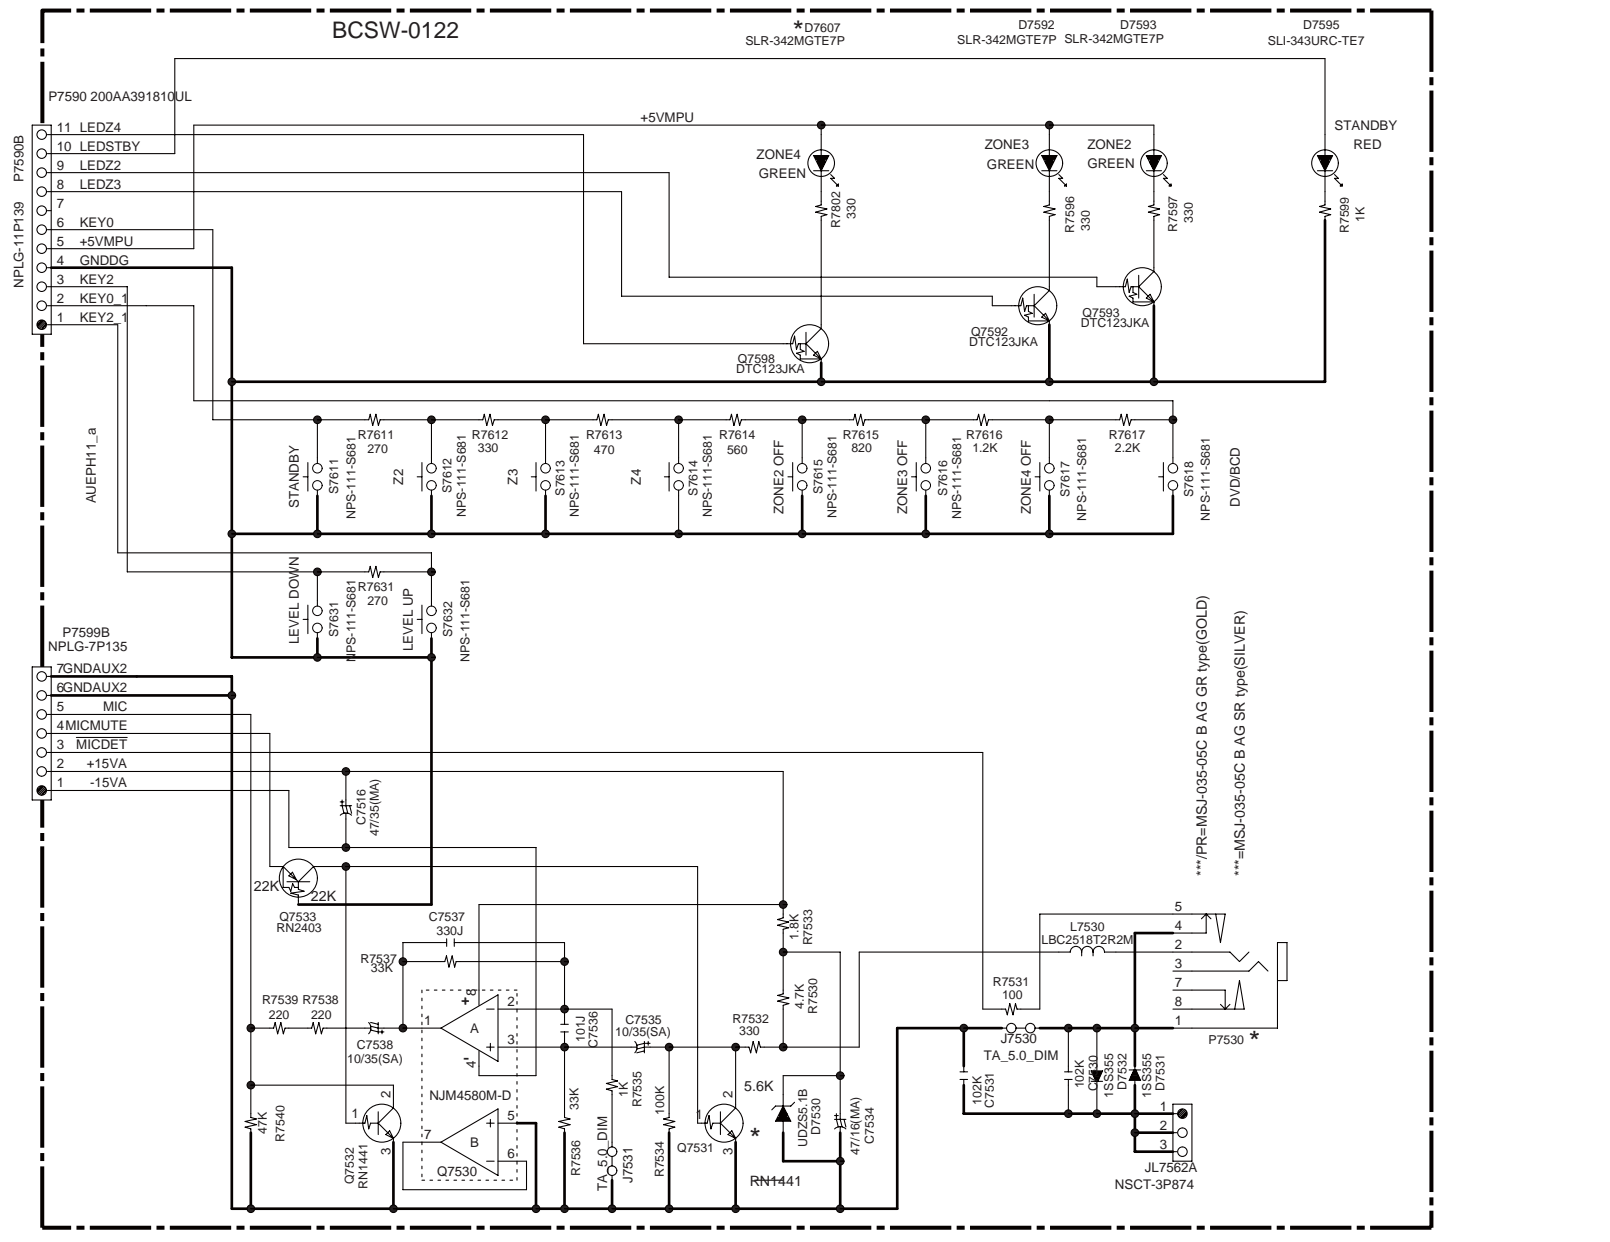 BCSW-0122
*D7607
SLR-342MGTE7P
D7592
SLR-342MGTE7P
D7593
SLR-342MGTE7P
D7595
SLI-343URC-TE7
P7590 200AA391810UL
P7590B
NPLG-11P139
11 LEDZ4
10 LEDSTBY
9 LEDZ2
8 LEDZ3
7
6 KEY0
5 +5VMPU
4 GNDDG
3 KEY2
2 KEY0_1
1 KEY2_1
+5VMPU
ZONE4
GREEN
R7802
330
ZONE3
GREEN
R7596
330
ZONE2
GREEN
R7597
330
STANDBY
RED
R7599
1K
Q7598
DTC123JKA
Q7592
DTC123JKA
Q7593
DTC123JKA
AUEPH11_a
R7611
270
R7612
330
R7613
470
R7614
560
R7615
820
R7616
1.2K
R7617
2.2K
STANDBY
S7611
NPS-111-S681
Z2
S7612
NPS-111-S681
Z3
S7613
NPS-111-S681
Z4
S7614
NPS-111-S681
ZONE2 OFF
S7615
NPS-111-S681
ZONE3 OFF
S7616
NPS-111-S681
ZONE4 OFF
S7617
NPS-111-S681
S7618
NPS-111-S681
DVD/BCD
LEVEL DOWN
S7631
NPS-111-S681
R7631
270
LEVEL UP
S7632
NPS-111-S681
P7599B
NPLG-7P135
7 GNDAUX2
6 GNDAUX2
5 MIC
4 MICMUTE
3 MICDET
2 +15VA
1 -15VA
C7516
47/35(MA)
22K
22K
Q7533
RN2403
C7537
330J
R7537
33K
R7539
220
R7538
220
C7538
10/35(SA)
1
A
+ 8
- 4
2 −
3 +
101J
C7536
C7535
10/35(SA)
R7532
330
1.8K
R7533
4.7K
R7530
47K
R7540
1
2
3
Q7532
RN1441
NJM4580M-D
7
B
5 +
6 −
Q7530
33K
R7536
1K
R7535
TA_5.0_DIM
J7531
100K
R7534
1
2
3
5.6K
Q7531
*
RN1441
UDZS5.1B
D7530
47/16(MA)
C7534
***/PR=MSJ-035-05C B AG GR type(GOLD)
***=MSJ-035-05C B AG SR type(SILVER)
L7530
LBC2518T2R2M
R7531
100
J7530
TA_5.0_DIM
5
4
2
3
7
8
1
P7530 *
102K
C7531
102K
C7530
1SS355
D7532
1SS355
D7531
1
2
3
JL7562A
NSCT-3P874